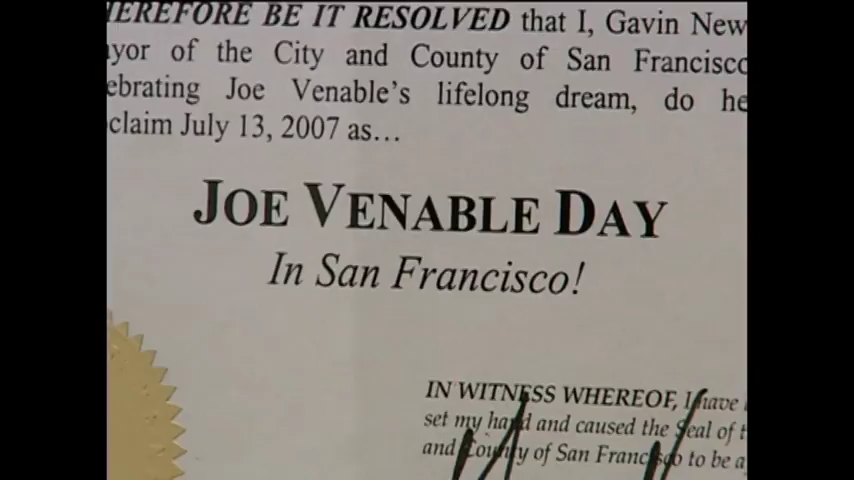 THEREFORE BE IT RESOLVED that I, Gavin New
yor of the City and County of San Francisco
ebrating Joe Venable's lifelong dream, do he
claim July 13, 2007 as...
JOE VENABLE DAY
In San Francisco!
IN WITNESS WHEREOF, I have
set my hand and caused the Seal of t
and County of San Francisco to be a